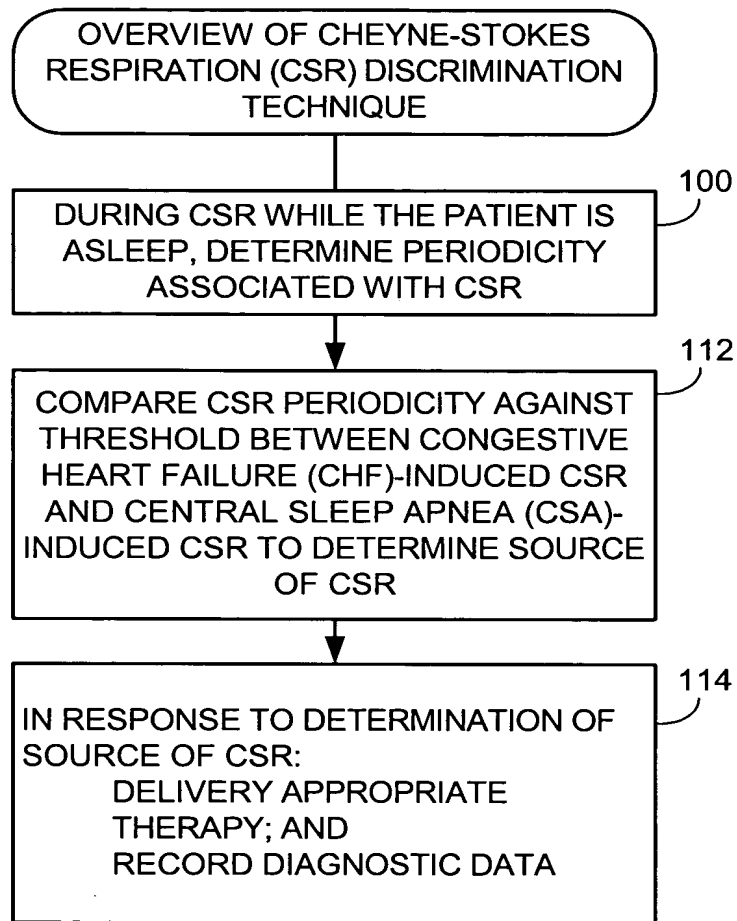 OVERVIEW OF CHEYNE-STOKES
RESPIRATION (CSR) DISCRIMINATION
TECHNIQUE
100
DURING CSR WHILE THE PATIENT IS
ASLEEP, DETERMINE PERIODICITY
ASSOCIATED WITH CSR
112
COMPARE CSR PERIODICITY AGAINST
THRESHOLD BETWEEN CONGESTIVE
HEART FAILURE (CHF)-INDUCED CSR
AND CENTRAL SLEEP APNEA (CSA)-
INDUCED CSR TO DETERMINE SOURCE
OF CSR
114
IN RESPONSE TO DETERMINATION OF
SOURCE OF CSR:
DELIVERY APPROPRIATE
THERAPY; AND
RECORD DIAGNOSTIC DATA